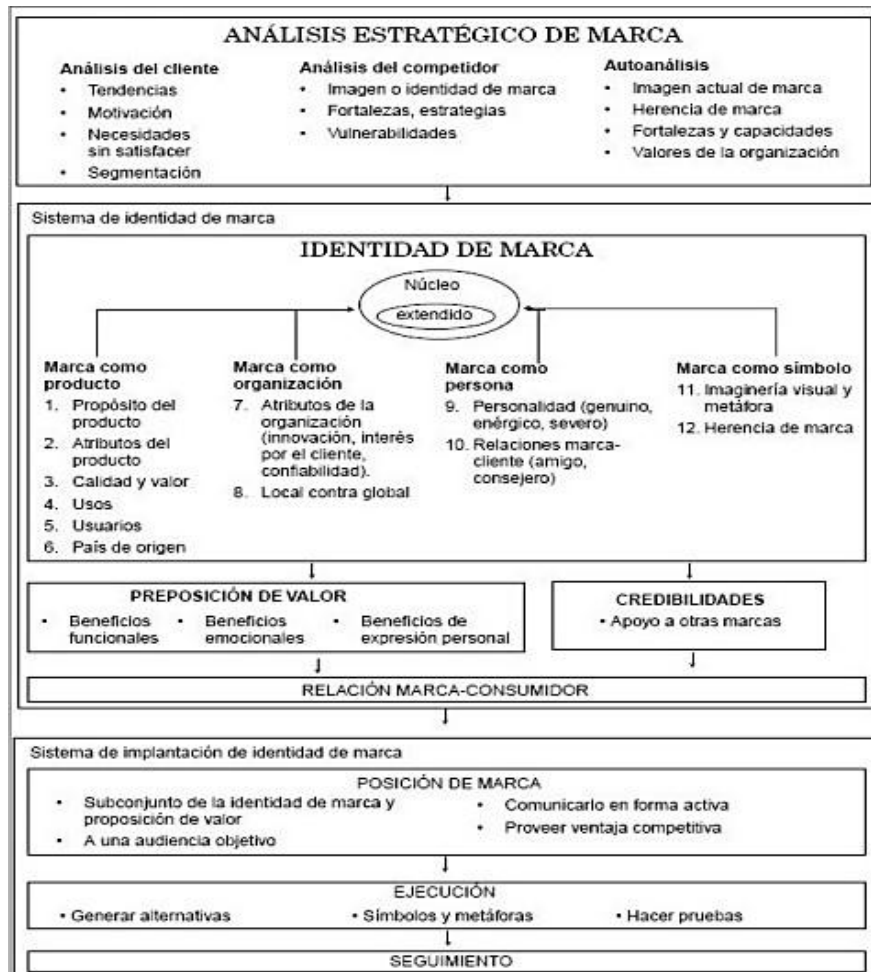 ANÁLISIS ESTRATÉGICO DE MARCA
Análisis del cliente
• Tendencias
• Motivación
• Necesidades
sin satisfacer
• Segmentación
Análisis del competidor
• Imagen o identidad de marca
• Fortalezas, estrategias
• Vulnerabilidades
Autoanálisis
• Imagen actual de marca
• Herencia de marca
• Fortalezas y capacidades
• Valores de la organización
Sistema de identidad de marca
IDENTIDAD DE MARCA
Núcleo
extendido
Marca como
producto
1. Propósito del
producto
2. Atributos del
producto
3. Calidad y valor
4. Usos
5. Usuarios
6. País de origen
Marca como
organización
7. Atributos de la
organización
(innovación, interés
por el cliente,
confiabilidad).
8. Local contra global
Marca como
persona
9. Personalidad (genuino,
enérgico, severo)
10. Relaciones marca-
cliente (amigo,
consejero)
Marca como símbolo
11. Imaginería visual y
metáfora
12. Herencia de marca
PREPOSICIÓN DE VALOR
• Beneficios
funcionales
• Beneficios
emocionales
• Beneficios de
expresión personal
CREDIBILIDADES
• Apoyo a otras marcas
RELACIÓN MARCA-CONSUMIDOR
Sistema de implantación de identidad de marca
POSICIÓN DE MARCA
• Subconjunto de la identidad de marca y
proposición de valor
• A una audiencia objetivo
• Comunicarlo en forma activa
• Proveer ventaja competitiva
EJECUCIÓN
• Generar alternativas
• Símbolos y metáforas
• Hacer pruebas
SEGUIMIENTO